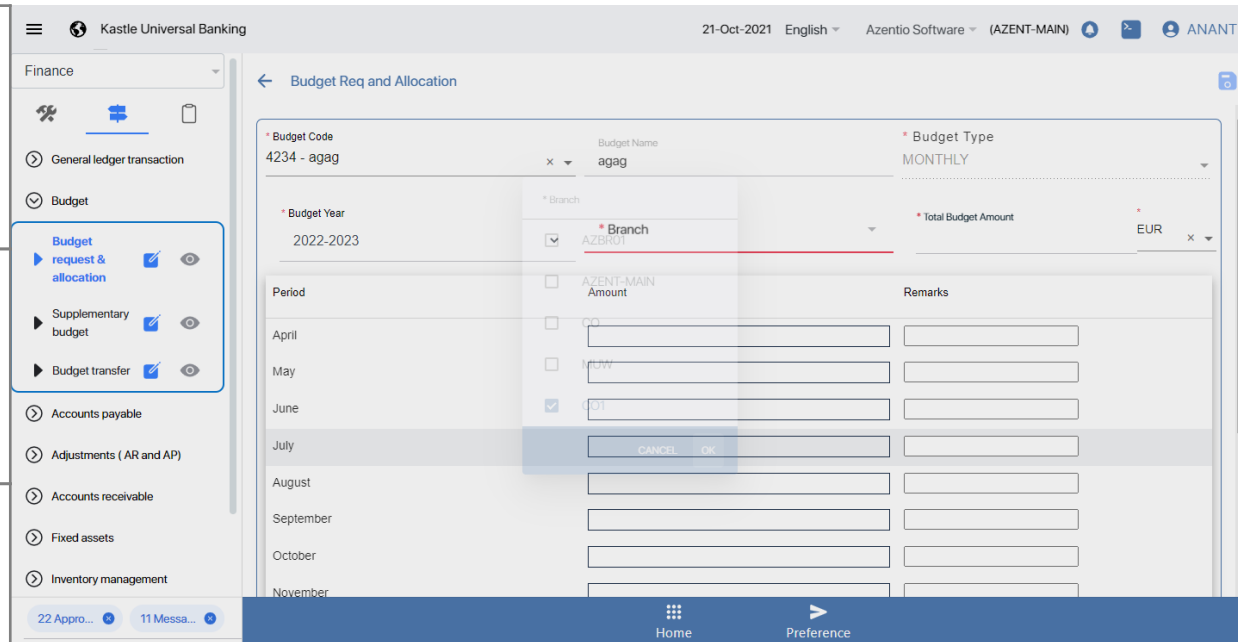 Kastle Universal Banking
21-Oct-2021 English Azentio Software (AZENT-MAIN) ANANT
Finance
Budget Req and Allocation
General ledger transaction
Budget
Budget request & allocation
Supplementary budget
Budget transfer
Accounts payable
Adjustments ( AR and AP)
Accounts receivable
Fixed assets
Inventory management
22 Appro...
11 Messa...
* Budget Code
4234 - agag
Budget Name
agag
* Budget Type
MONTHLY
* Budget Year
2022-2023
* Branch
* Total Budget Amount
*
EUR
* Branch
AZBR01
AZENT-MAIN
CO
MUW
CO1
CANCEL OK
Period Amount Remarks
April
May
June
July
August
September
October
November
Home
Preference